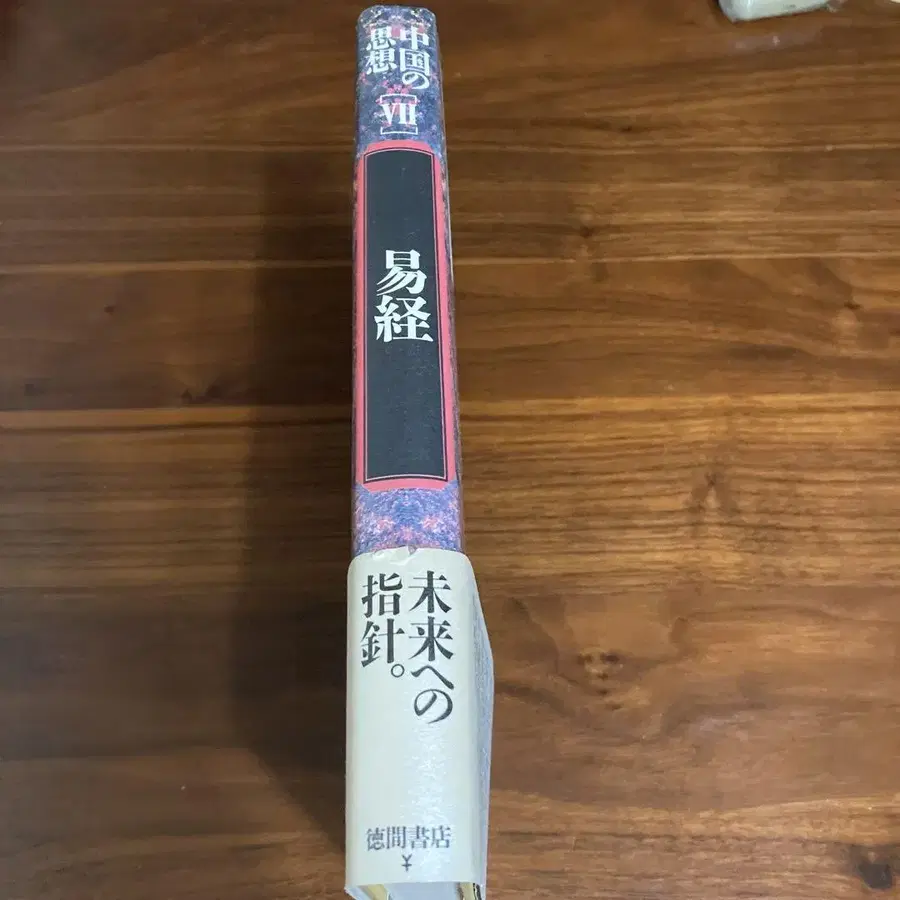 中国の
思想
[VII]
易経
未来への
指針。
徳間書店
¥